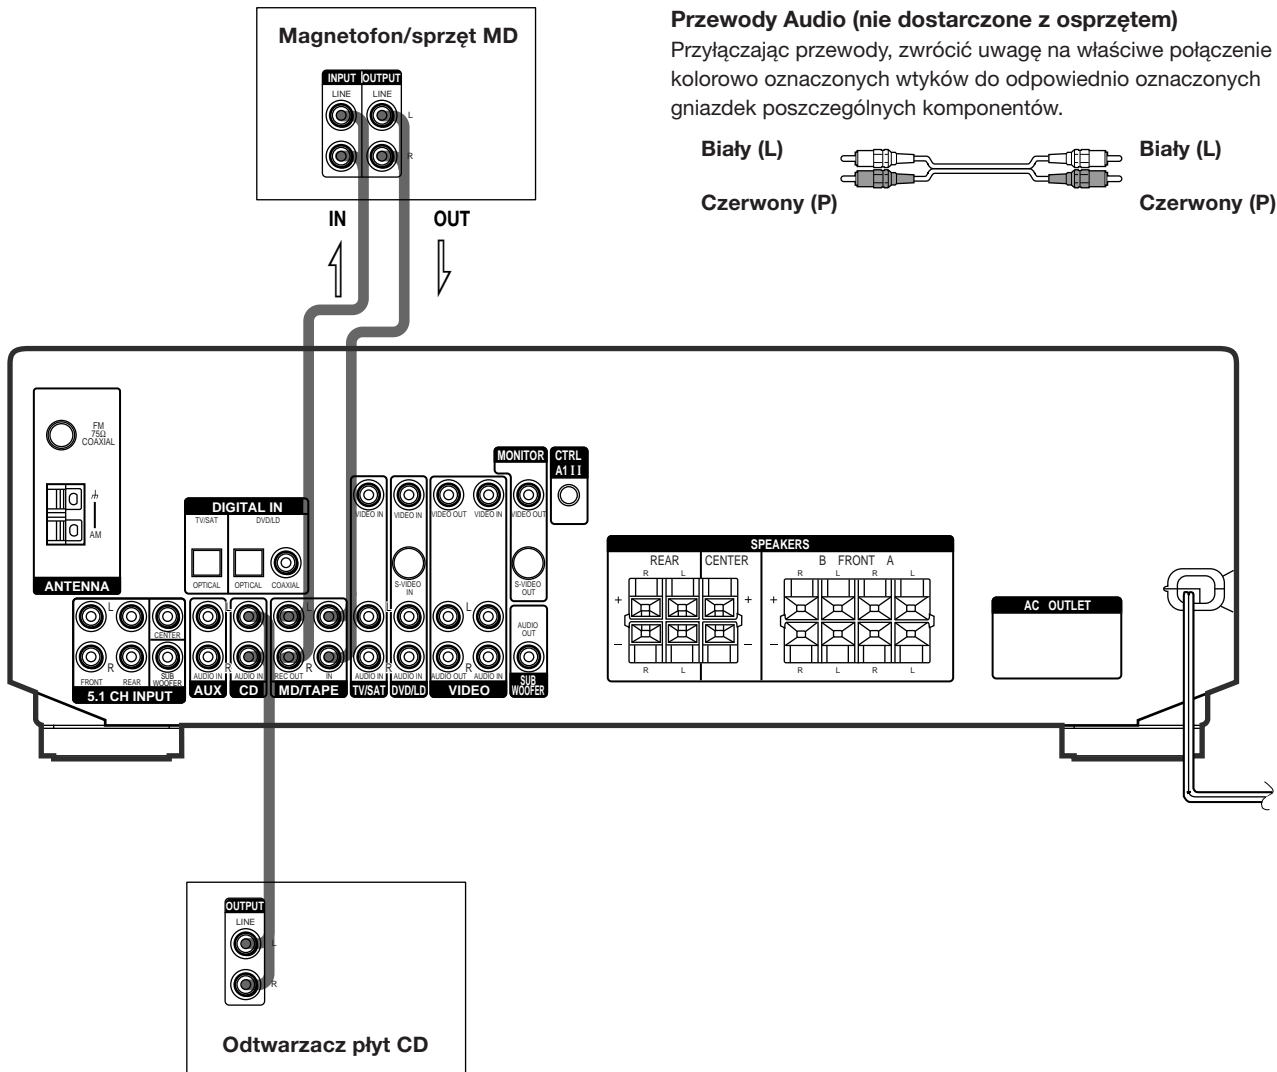 Magnetofon/sprzęt MD
INPUT OUTPUT
LINE LINE
L
R
IN OUT
Przewody Audio (nie dostarczone z osprzętem)
Przyłączając przewody, zwrócić uwagę na właściwe połączenie
kolorowo oznaczonych wtyków do odpowiednio oznaczonych
gniazdek poszczególnych komponentów.
Biały (L) Biały (L)
Czerwony (P) Czerwony (P)
FM
75Ω
COAXIAL
AM
ANTENNA
DIGITAL IN
TV/SAT DVD/LD
OPTICAL OPTICAL COAXIAL
MONITOR CTRL
A1 II
VIDEO IN VIDEO IN VIDEO OUT VIDEO IN VIDEO OUT
S-VIDEO
IN
S-VIDEO
OUT
L L L L L
CENTER
AUDIO
OUT
R R R R R
FRONT REAR SUB
WOOFER
AUDIO IN AUDIO IN REC OUT IN AUDIO IN AUDIO IN AUDIO OUT AUDIO IN
5.1 CH INPUT AUX CD MD/TAPE TV/SAT DVD/LD VIDEO SUB
WOOFER
SPEAKERS
REAR CENTER B FRONT A
R L R L R L
+ + +
– – –
R L R L R L
AC OUTLET
OUTPUT
LINE
L
R
Odtwarzacz płyt CD